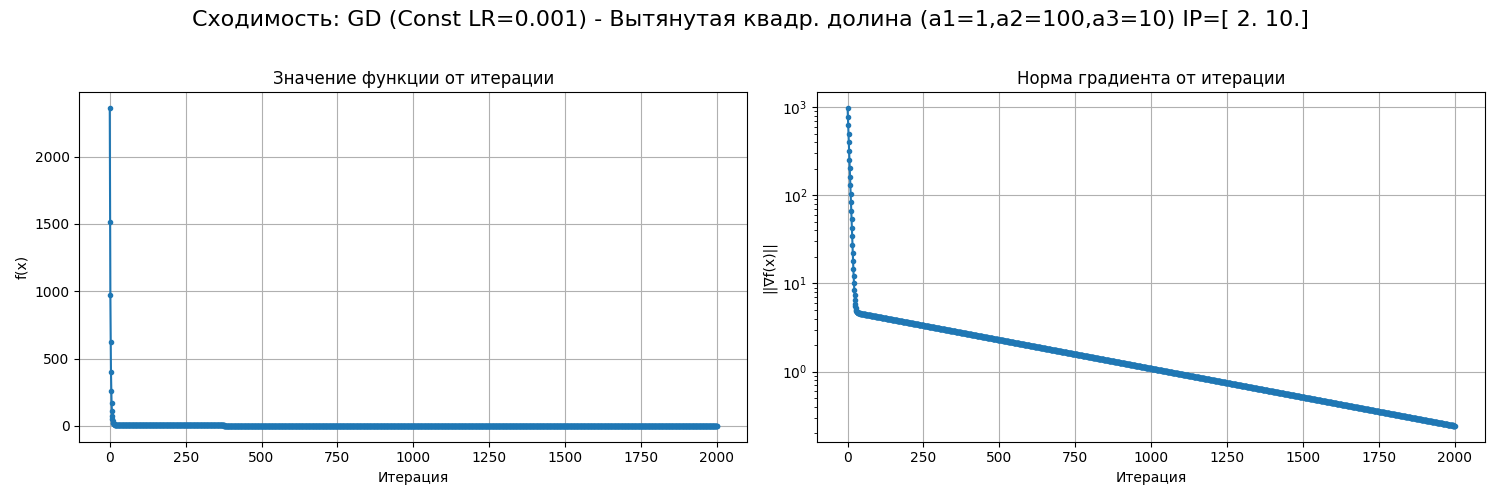 Сходимость: GD (Const LR=0.001) - Вытянутая квадр. долина (a1=1,a2=100,a3=10) IP=[ 2. 10.]
Значение функции от итерации
f(x)
2000
1500
1000
500
0
0 250 500 750 1000 1250 1500 1750 2000
Итерация
Норма градиента от итерации
||∇f(x)||
10³
10²
10¹
10⁰
0 250 500 750 1000 1250 1500 1750 2000
Итерация